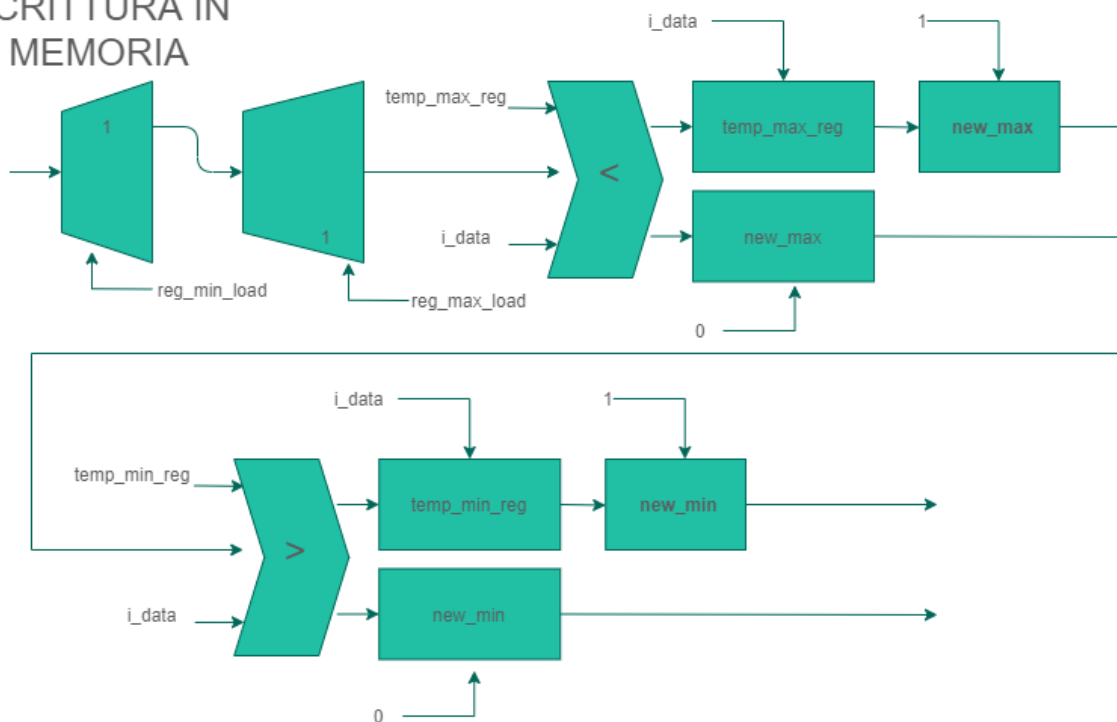 CRITTURA IN
MEMORIA
i_data
1
1
temp_max_reg
temp_max_reg
new_max
<
1
i_data
new_max
reg_min_load
reg_max_load
0
i_data
1
temp_min_reg
temp_min_reg
new_min
>
i_data
new_min
0